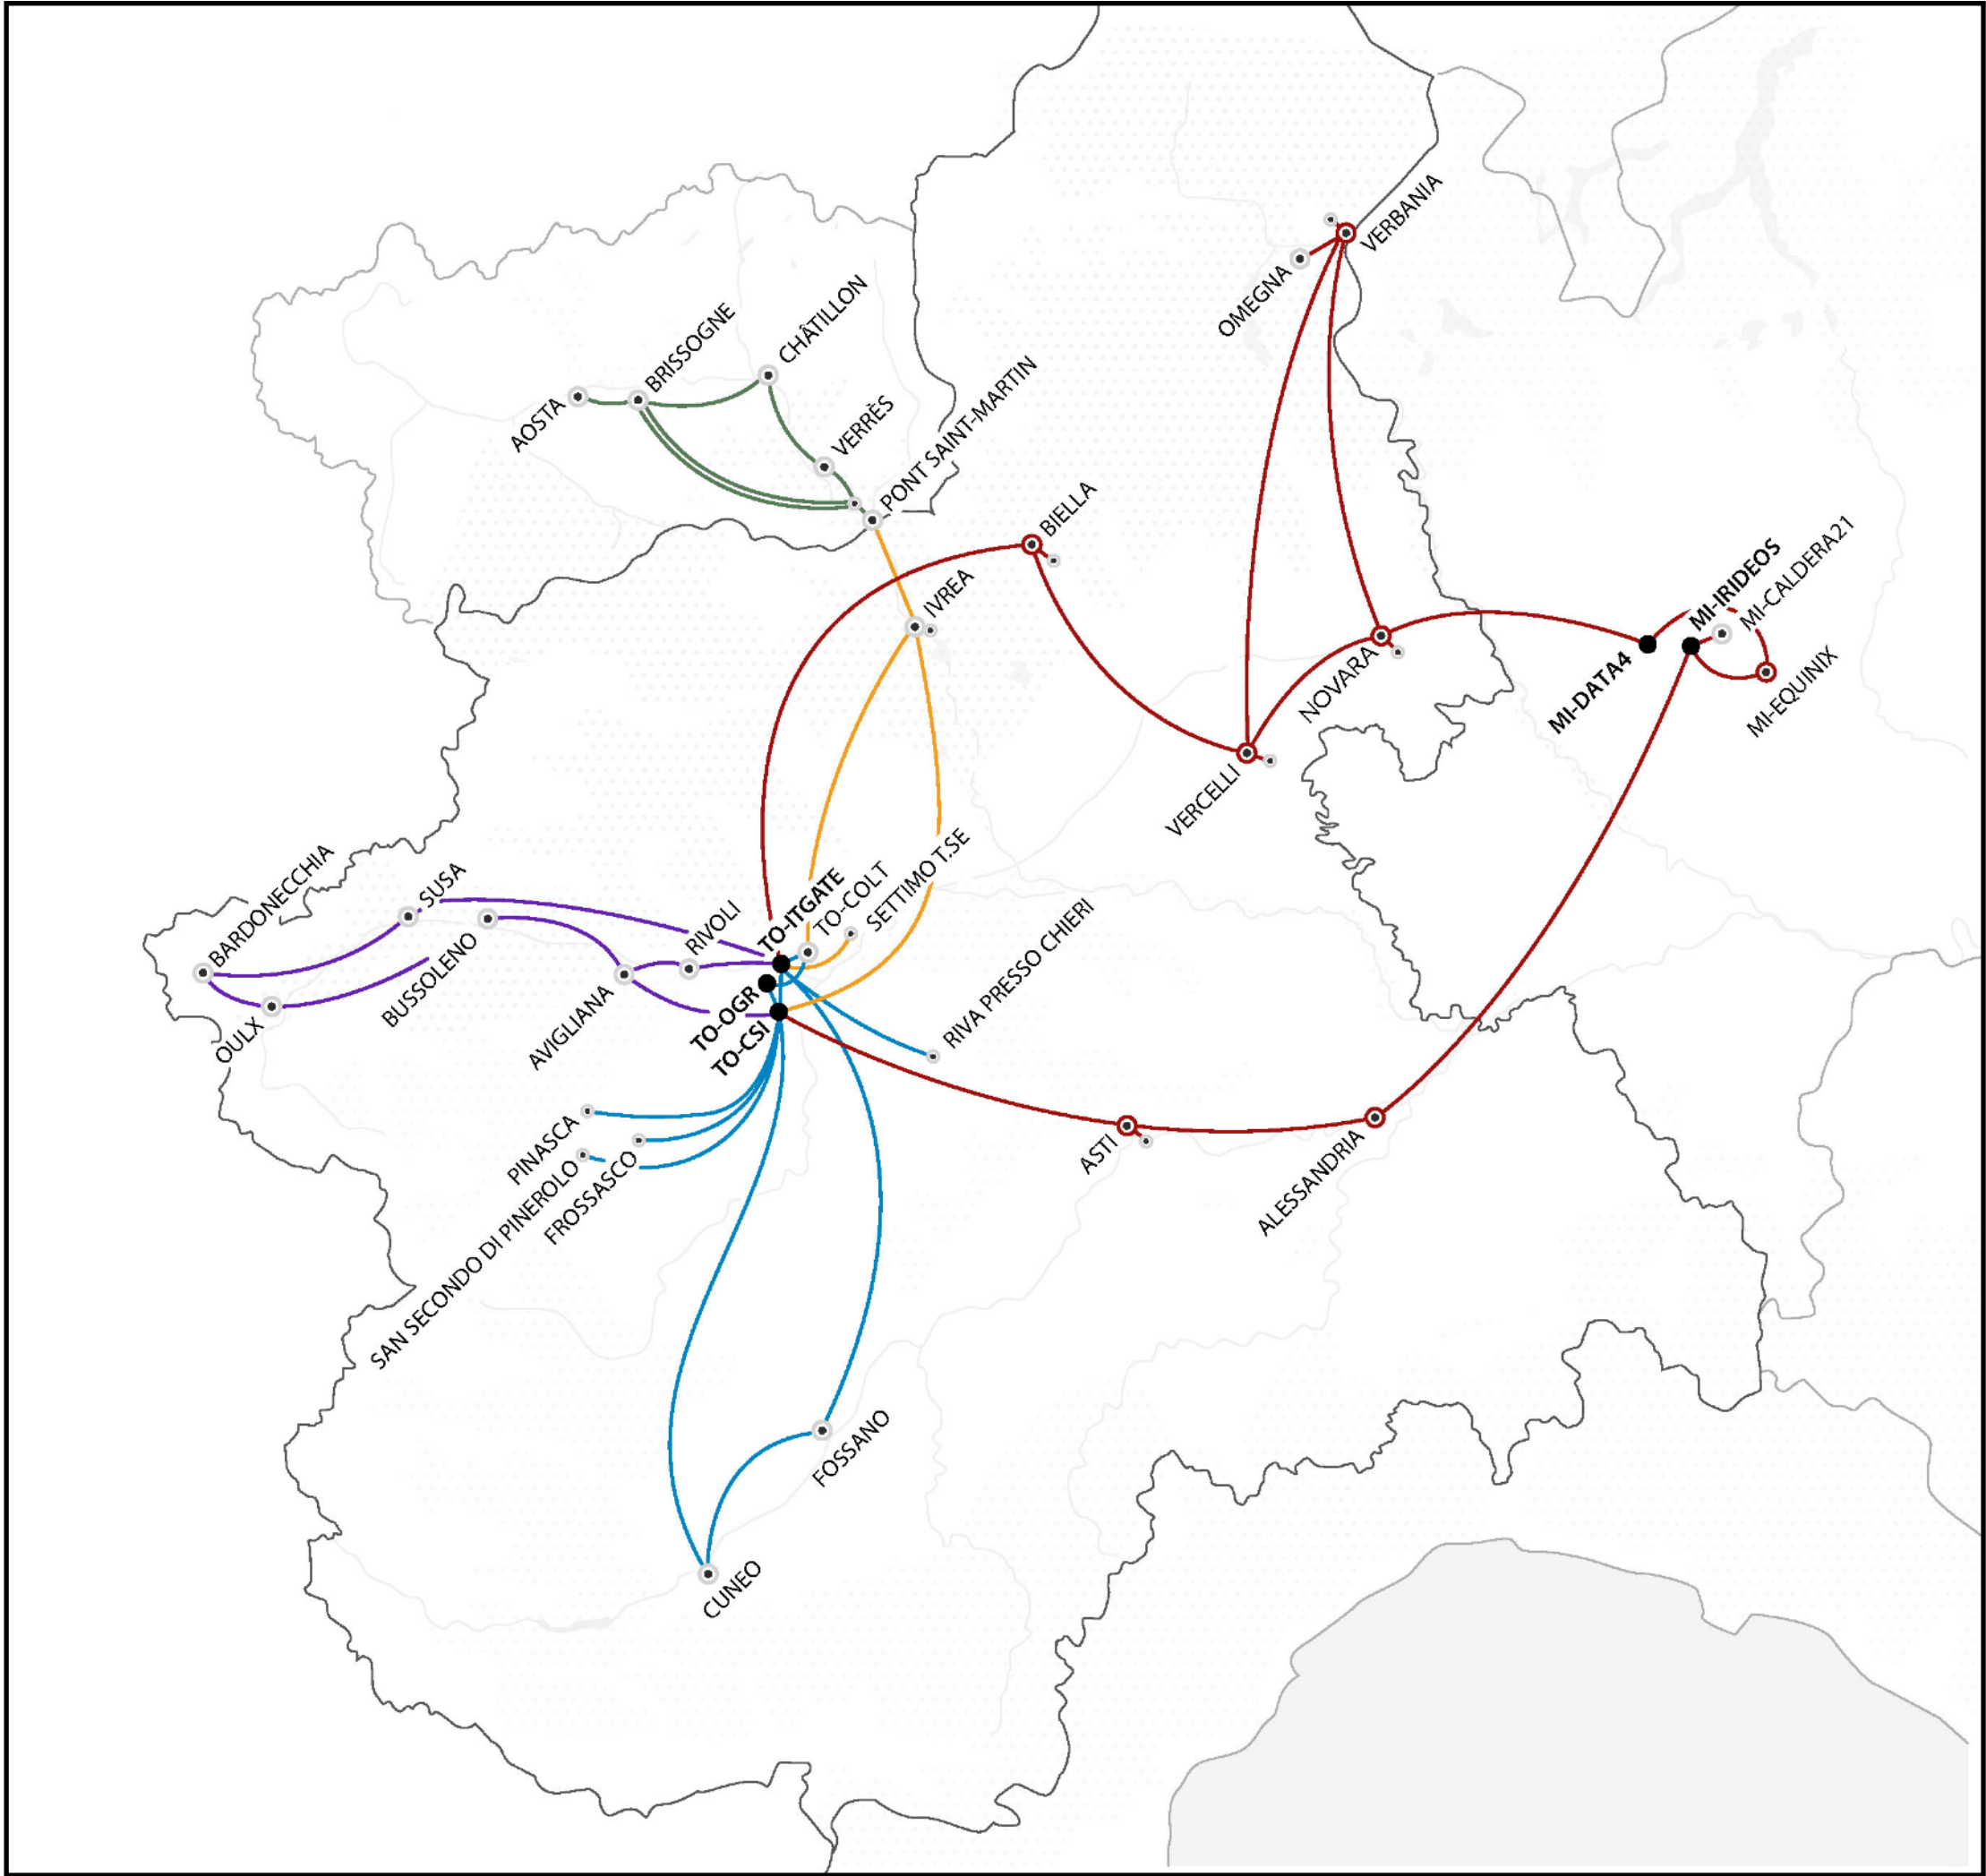 VERBANIA
OMEGNA
CHÂTILLON
BRISSOGNE
AOSTA
VERRÈS
PONT SAINT-MARTIN
BIELLA
IVREA
MI-IRIDEOS
MI-CALDERA21
NOVARA
MI-DATA4
MI-EQUINIX
VERCELLI
BARDONECCHIA
SUSA
RIVOLI
TO-ITGATE
TO-COLT
SETTIMO T.SE
RIVA PRESSO CHIERI
BUSSOLENO
OULX
AVIGLIANA
TO-OGR
TO-CSI
PINASCA
SAN SECONDO DI PINEROLO
FROSSASCO
ASTI
ALESSANDRIA
FOSSANO
CUNEO